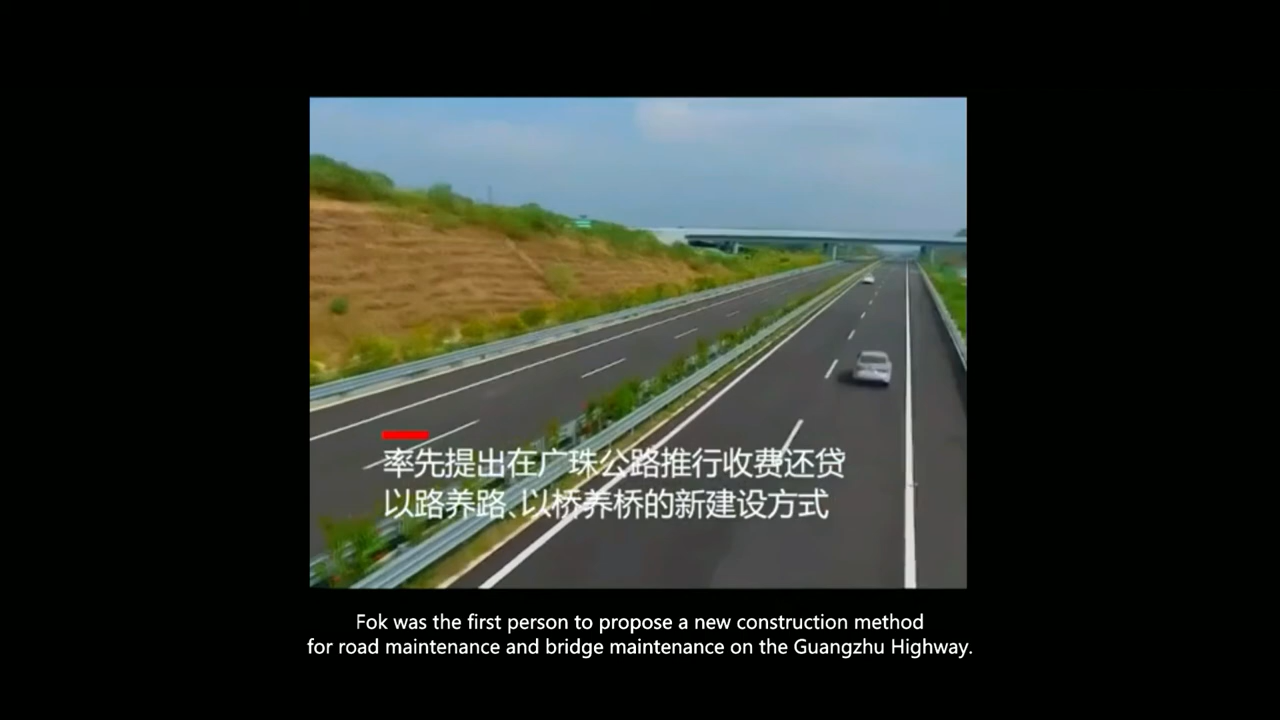 率先提出在广珠公路推行收费还贷
以路养路、以桥养桥的新建设方式
Fok was the first person to propose a new construction method
for road maintenance and bridge maintenance on the Guangzhu Highway.